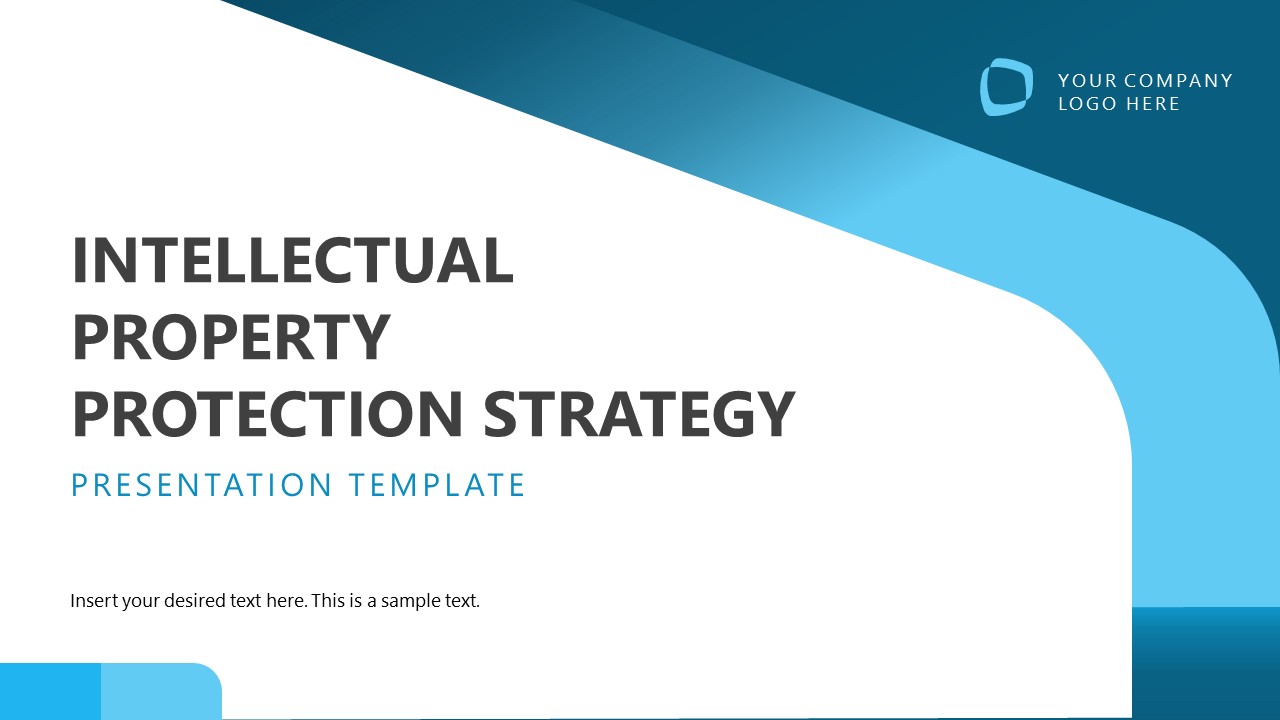 YOUR COMPANY
LOGO HERE
INTELLECTUAL
PROPERTY
PROTECTION STRATEGY
PRESENTATION TEMPLATE
Insert your desired text here. This is a sample text.